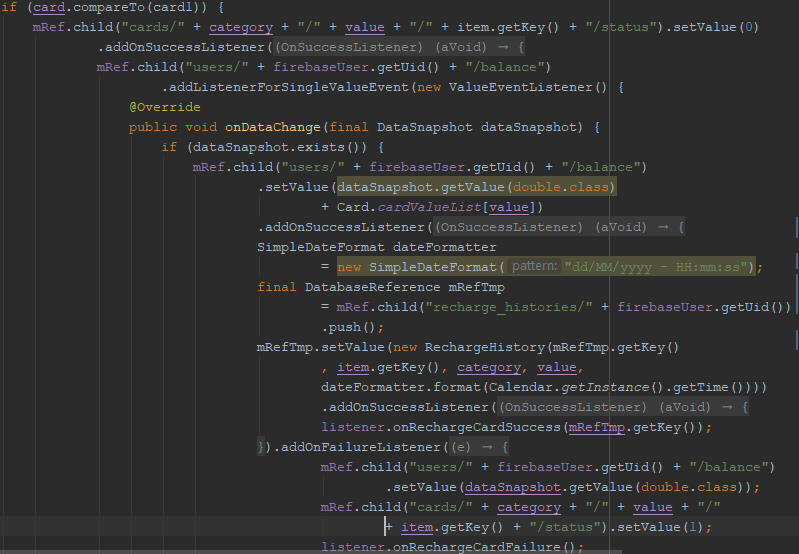 if (card.compareTo(card1)) {
mRef.child("cards/" + category + "/" + value + "/" + item.getKey() + "/status").setValue(0)
.addOnSuccessListener((OnSuccessListener) (aVoid) → {
mRef.child("users/" + firebaseUser.getUid() + "/balance")
.addListenerForSingleValueEvent(new ValueEventListener() {
@Override
public void onDataChange(final DataSnapshot dataSnapshot) {
if (dataSnapshot.exists()) {
mRef.child("users/" + firebaseUser.getUid() + "/balance")
.setValue(dataSnapshot.getValue(double.class)
+ Card.cardValueList[value])
.addOnSuccessListener((OnSuccessListener) (aVoid) → {
SimpleDateFormat dateFormatter
= new SimpleDateFormat( pattern: "dd/MM/yyyy - HH:mm:ss");
final DatabaseReference mRefTmp
= mRef.child("recharge_histories/" + firebaseUser.getUid())
.push();
mRefTmp.setValue(new RechargeHistory(mRefTmp.getKey()
, item.getKey(), category, value,
dateFormatter.format(Calendar.getInstance().getTime())))
.addOnSuccessListener((OnSuccessListener) (aVoid) → {
listener.onRechargeCardSuccess(mRefTmp.getKey());
}).addOnFailureListener((e) → {
mRef.child("users/" + firebaseUser.getUid() + "/balance")
.setValue(dataSnapshot.getValue(double.class));
mRef.child("cards/" + category + "/" + value + "/"
+ item.getKey() + "/status").setValue(1);
listener.onRechargeCardFailure();